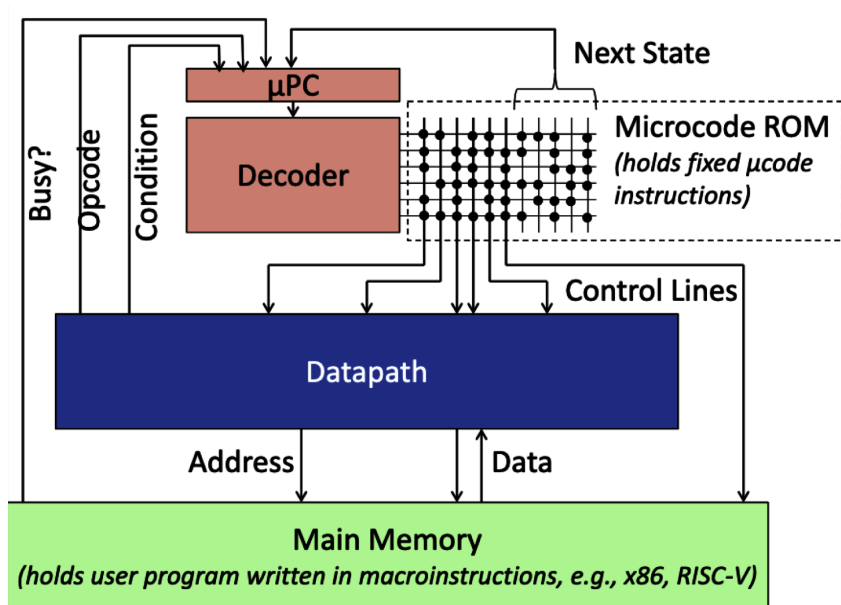 Next State
µPC
Microcode ROM
(holds fixed µcode
instructions)
Decoder
Busy?
Opcode
Condition
Control Lines
Datapath
Address
Data
Main Memory
(holds user program written in macroinstructions, e.g., x86, RISC-V)